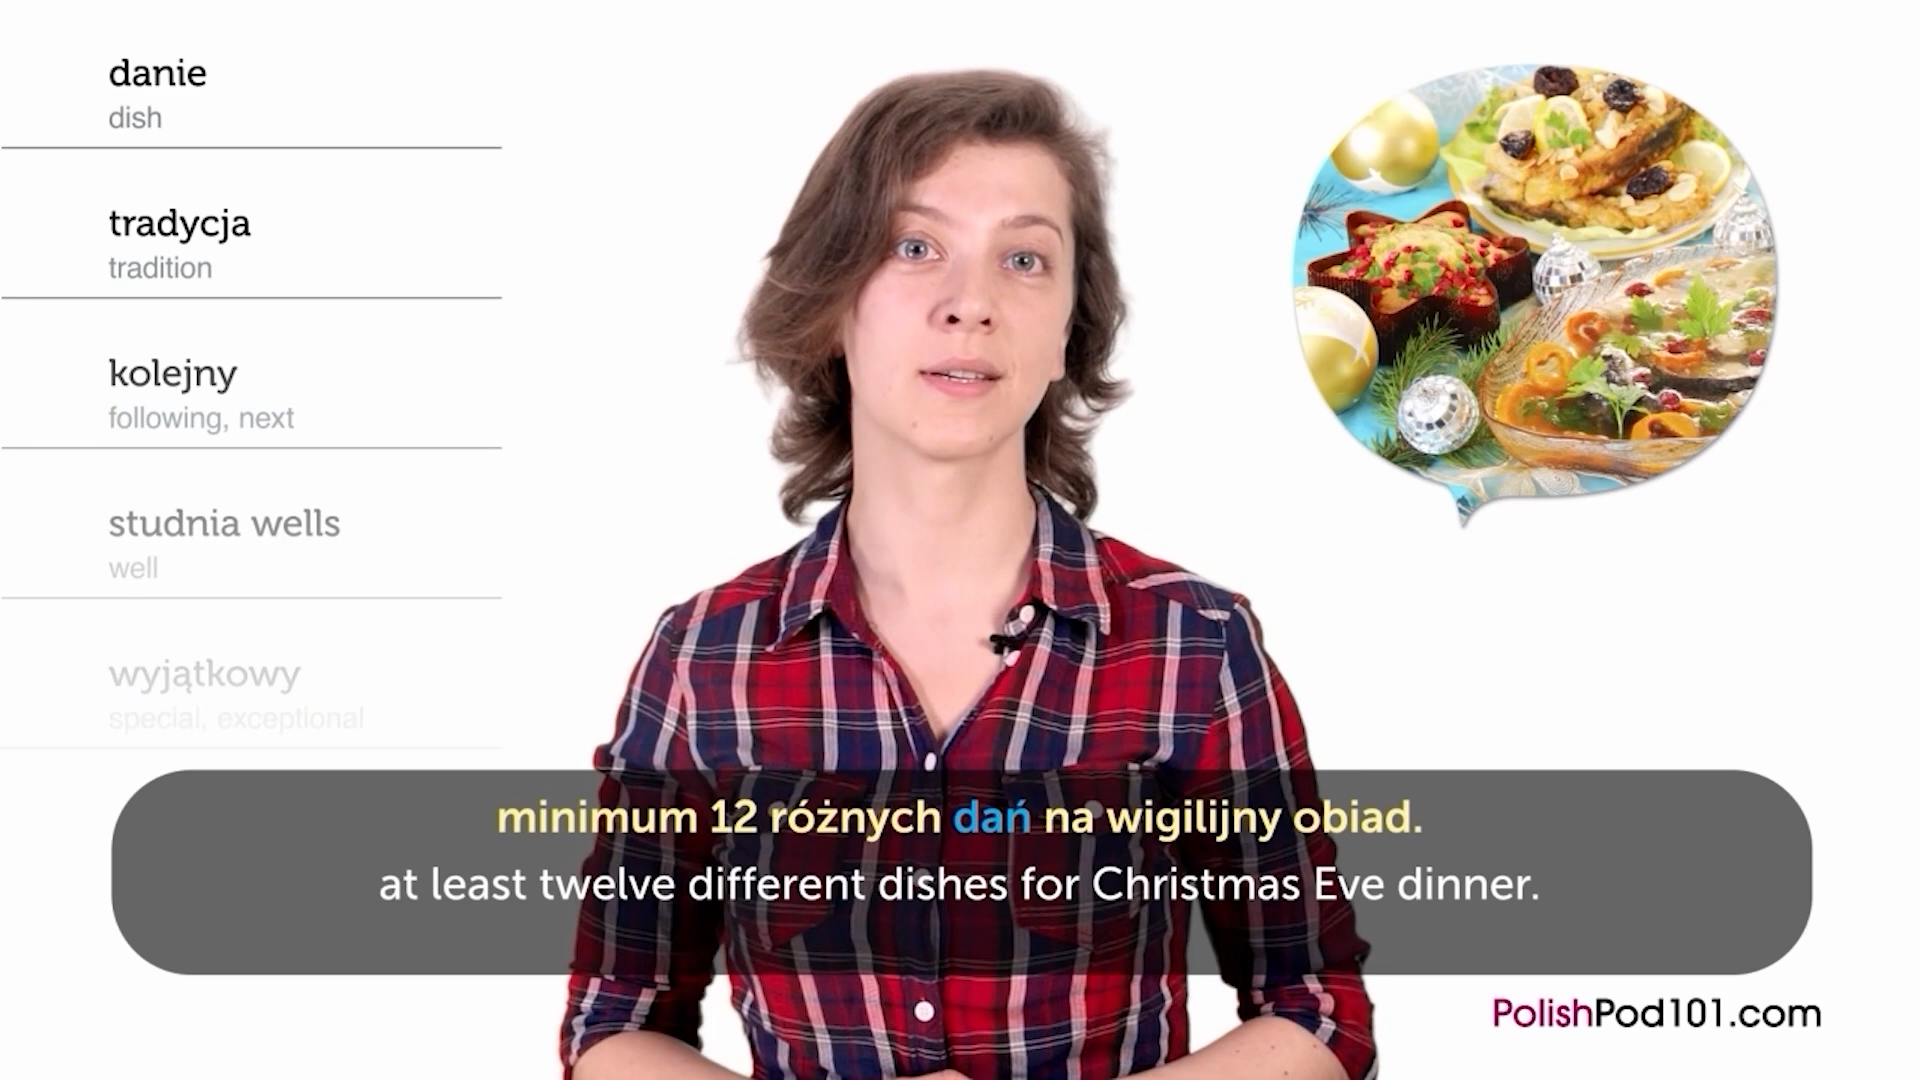 danie
dish
tradycja
tradition
kolejny
following, next
studnia wells
well
wyjątkowy
special, exceptional
minimum 12 różnych dań na wigilijny obiad.
at least twelve different dishes for Christmas Eve dinner.
PolishPod101.com